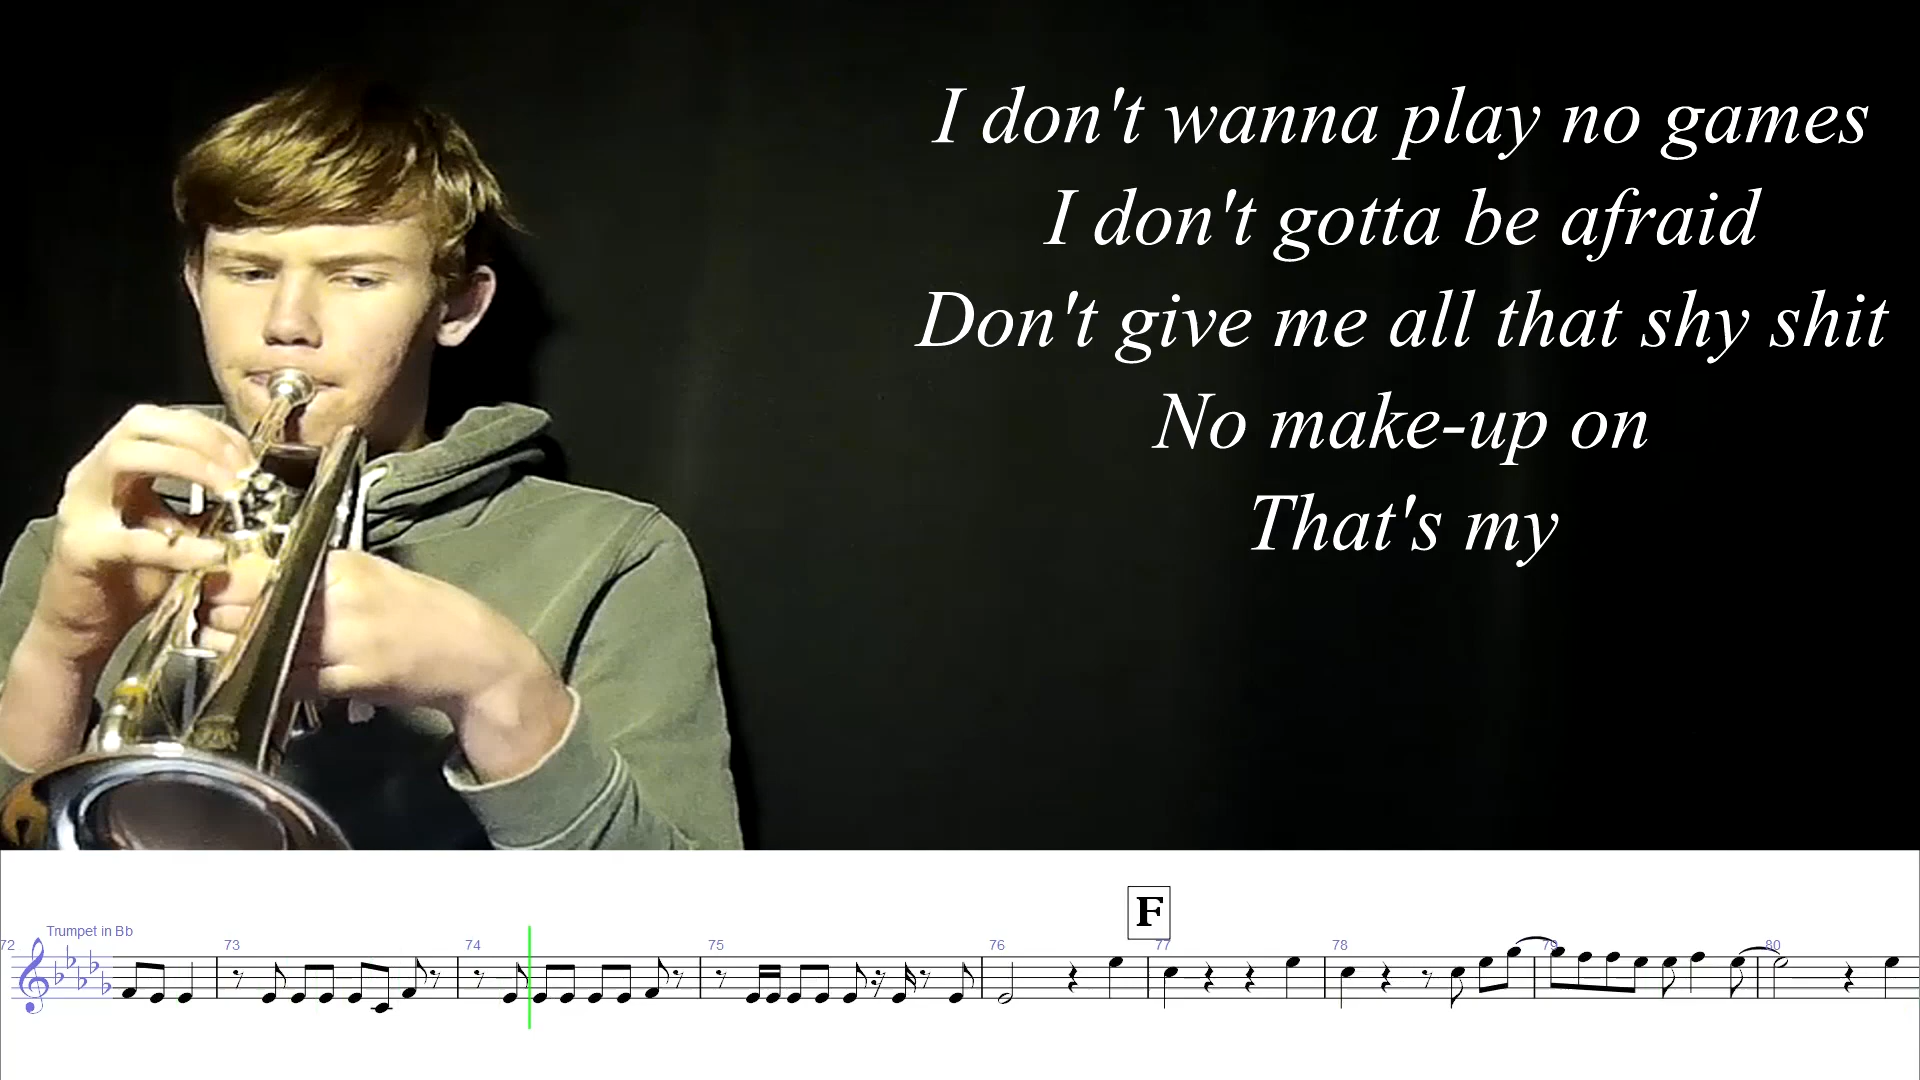 I don't wanna play no games
I don't gotta be afraid
Don't give me all that shy shit
No make-up on
That's my
F
Trumpet in Bb
72 73 74 75 76 77 78 79 80